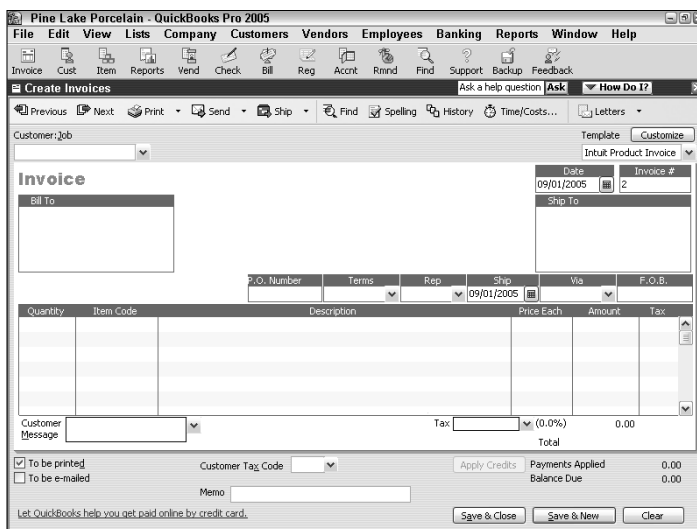 Pine Lake Porcelain - QuickBooks Pro 2005
File Edit View Lists Company Customers Vendors Employees Banking Reports Window Help
Invoice Cust Item Reports Vend Check Bill Reg Accnt Rmnd Find Support Backup Feedback
Create Invoices Ask a help question Ask How Do I?
Previous Next Print Send Ship Find Spelling History Time/Costs... Letters
Customer:Job Template Customize
Intuit Product Invoice
Invoice Date Invoice #
09/01/2005 2
Bill To Ship To
P.O. Number Terms Rep Ship Via F.O.B.
09/01/2005
Quantity Item Code Description Price Each Amount Tax
Customer Message Tax (0.0%) 0.00
Total
To be printed Customer Tax Code Apply Credits Payments Applied 0.00
To be e-mailed Balance Due 0.00
Memo
Let QuickBooks help you get paid online by credit card. Save & Close Save & New Clear